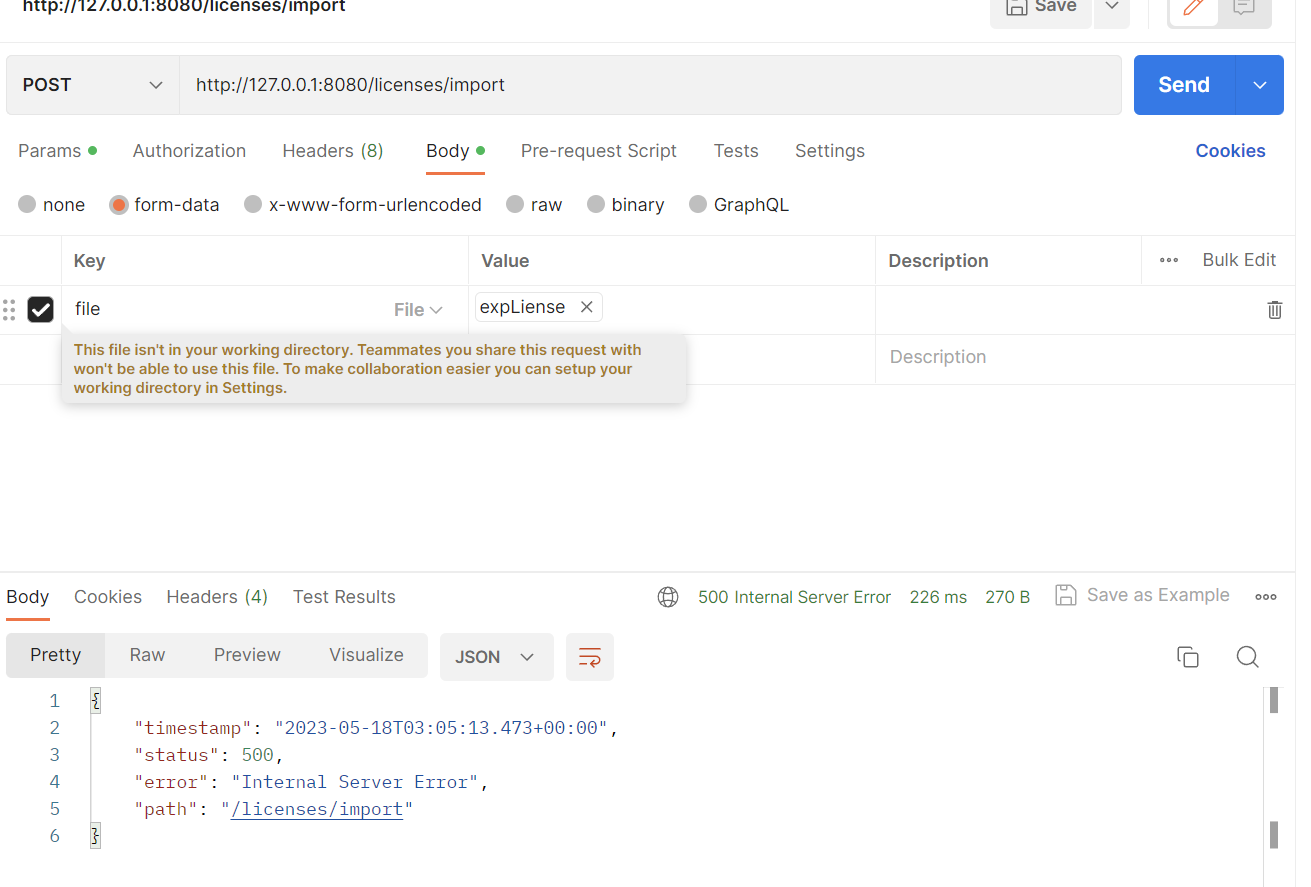 http://127.0.0.1:8080/licenses/import
Save
POST
http://127.0.0.1:8080/licenses/import
Send
Params Authorization Headers (8) Body Pre-request Script Tests Settings Cookies
none form-data x-www-form-urlencoded raw binary GraphQL
Key Value Description Bulk Edit
file File expLiense
This file isn't in your working directory. Teammates you share this request with
won't be able to use this file. To make collaboration easier you can setup your
working directory in Settings.
Description
Body Cookies Headers (4) Test Results 500 Internal Server Error 226 ms 270 B Save as Example
Pretty Raw Preview Visualize JSON
1 {
2 "timestamp": "2023-05-18T03:05:13.473+00:00",
3 "status": 500,
4 "error": "Internal Server Error",
5 "path": "/licenses/import"
6 }